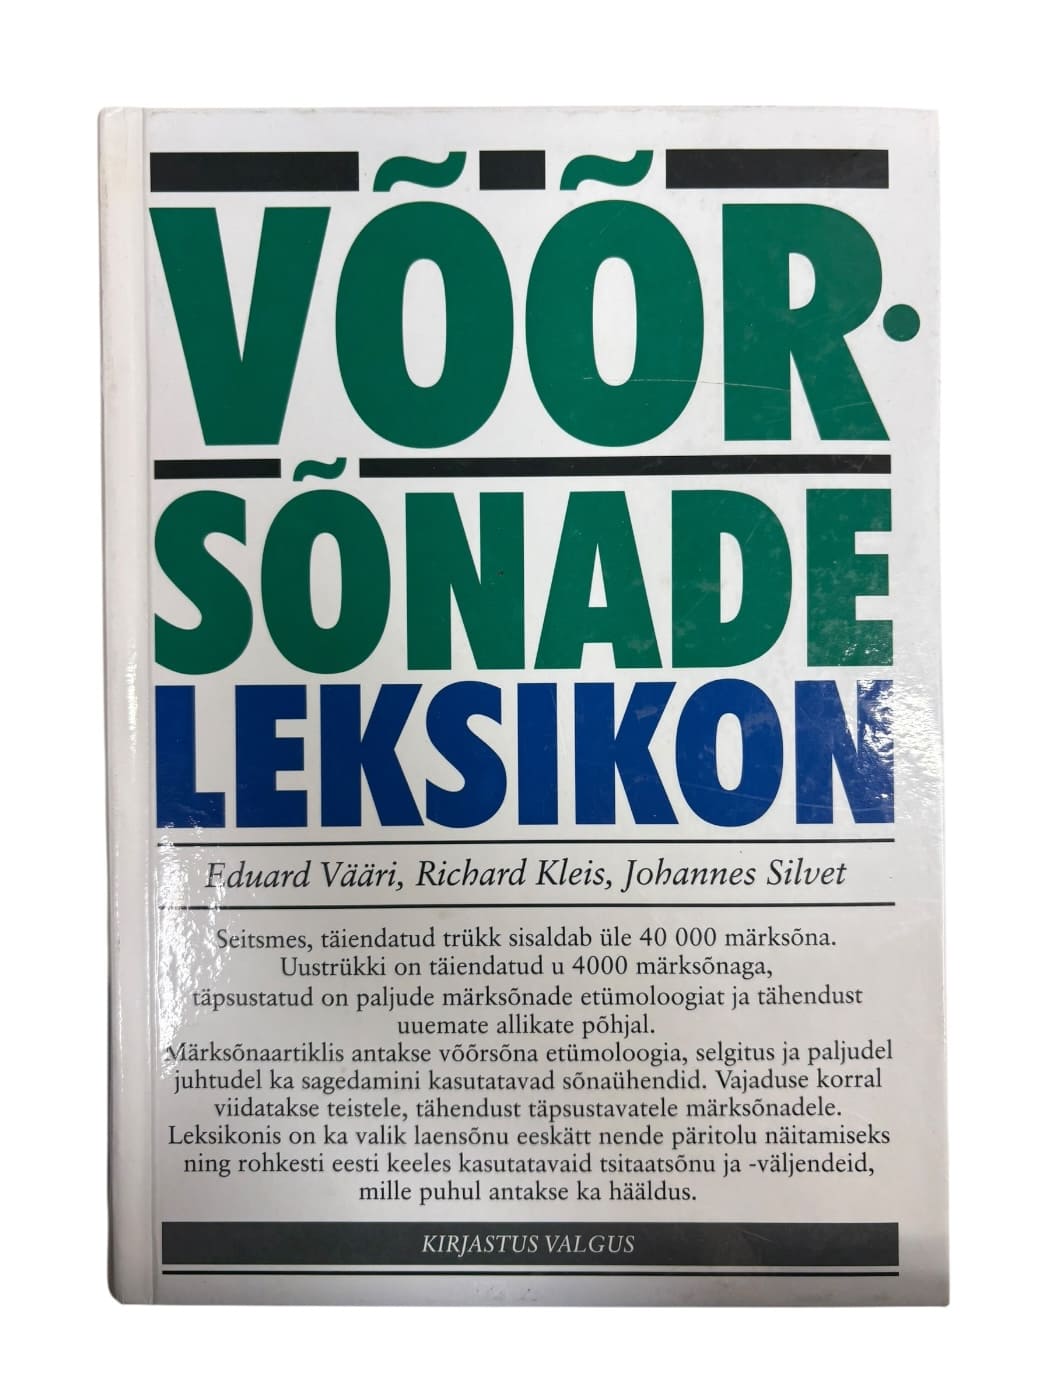 VÕÕR·
SÕNADE
LEKSIKON
Eduard Vääri, Richard Kleis, Johannes Silvet
Seitsmes, täiendatud trükk sisaldab üle 40 000 märksõna.
Uustrükki on täiendatud u 4000 märksõnaga,
täpsustatud on paljude märksõnade etümoloogiat ja tähendust
uuemate allikate põhjal.
Märksõnaartiklis antakse võõrsõna etümoloogia, selgitus ja paljudel
juhtudel ka sagedamini kasutatavad sõnaühendid. Vajaduse korral
viidatakse teistele, tähendust täpsustavatele märksõnadele.
Leksikonis on ka valik laensõnu eeskätt nende päritolu näitamiseks
ning rohkesti eesti keeles kasutatavaid tsitaatsõnu ja -väljendeid,
mille puhul antakse ka hääldus.
KIRJASTUS VALGUS